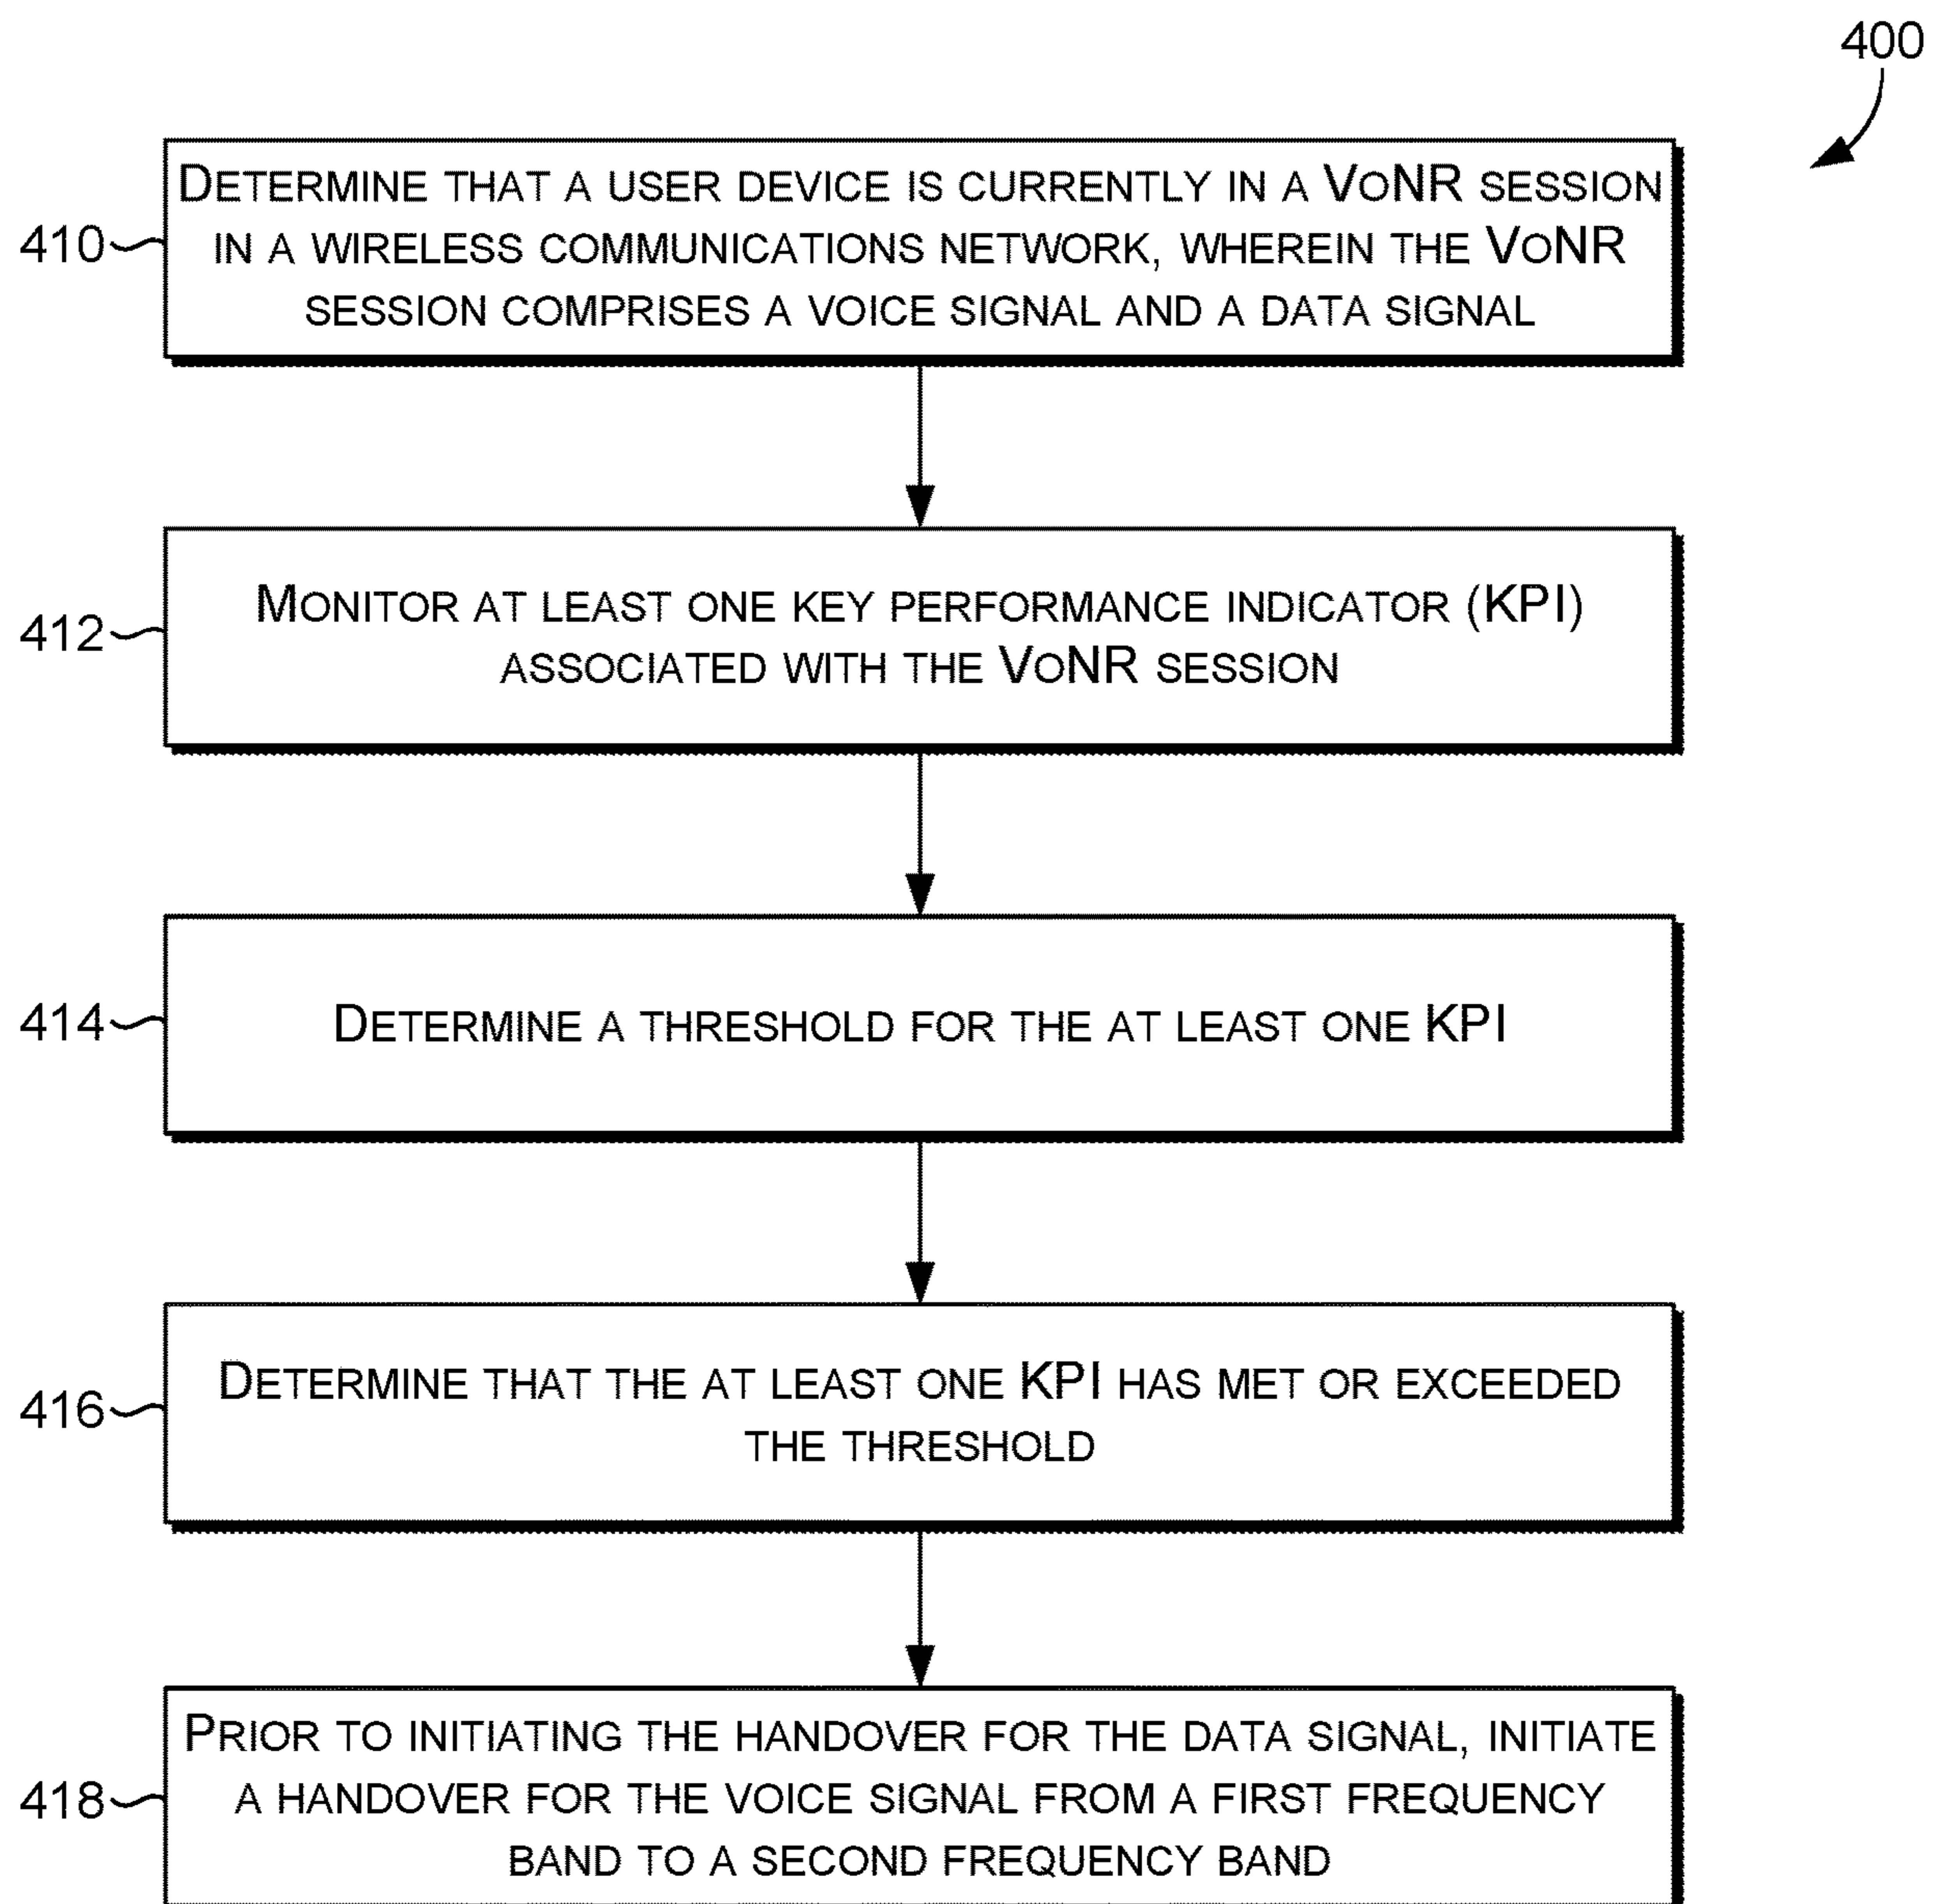 400
410
DETERMINE THAT A USER DEVICE IS CURRENTLY IN A VONR SESSION
IN A WIRELESS COMMUNICATIONS NETWORK, WHEREIN THE VONR
SESSION COMPRISES A VOICE SIGNAL AND A DATA SIGNAL
412
MONITOR AT LEAST ONE KEY PERFORMANCE INDICATOR (KPI)
ASSOCIATED WITH THE VONR SESSION
414
DETERMINE A THRESHOLD FOR THE AT LEAST ONE KPI
416
DETERMINE THAT THE AT LEAST ONE KPI HAS MET OR EXCEEDED
THE THRESHOLD
418
PRIOR TO INITIATING THE HANDOVER FOR THE DATA SIGNAL, INITIATE
A HANDOVER FOR THE VOICE SIGNAL FROM A FIRST FREQUENCY
BAND TO A SECOND FREQUENCY BAND